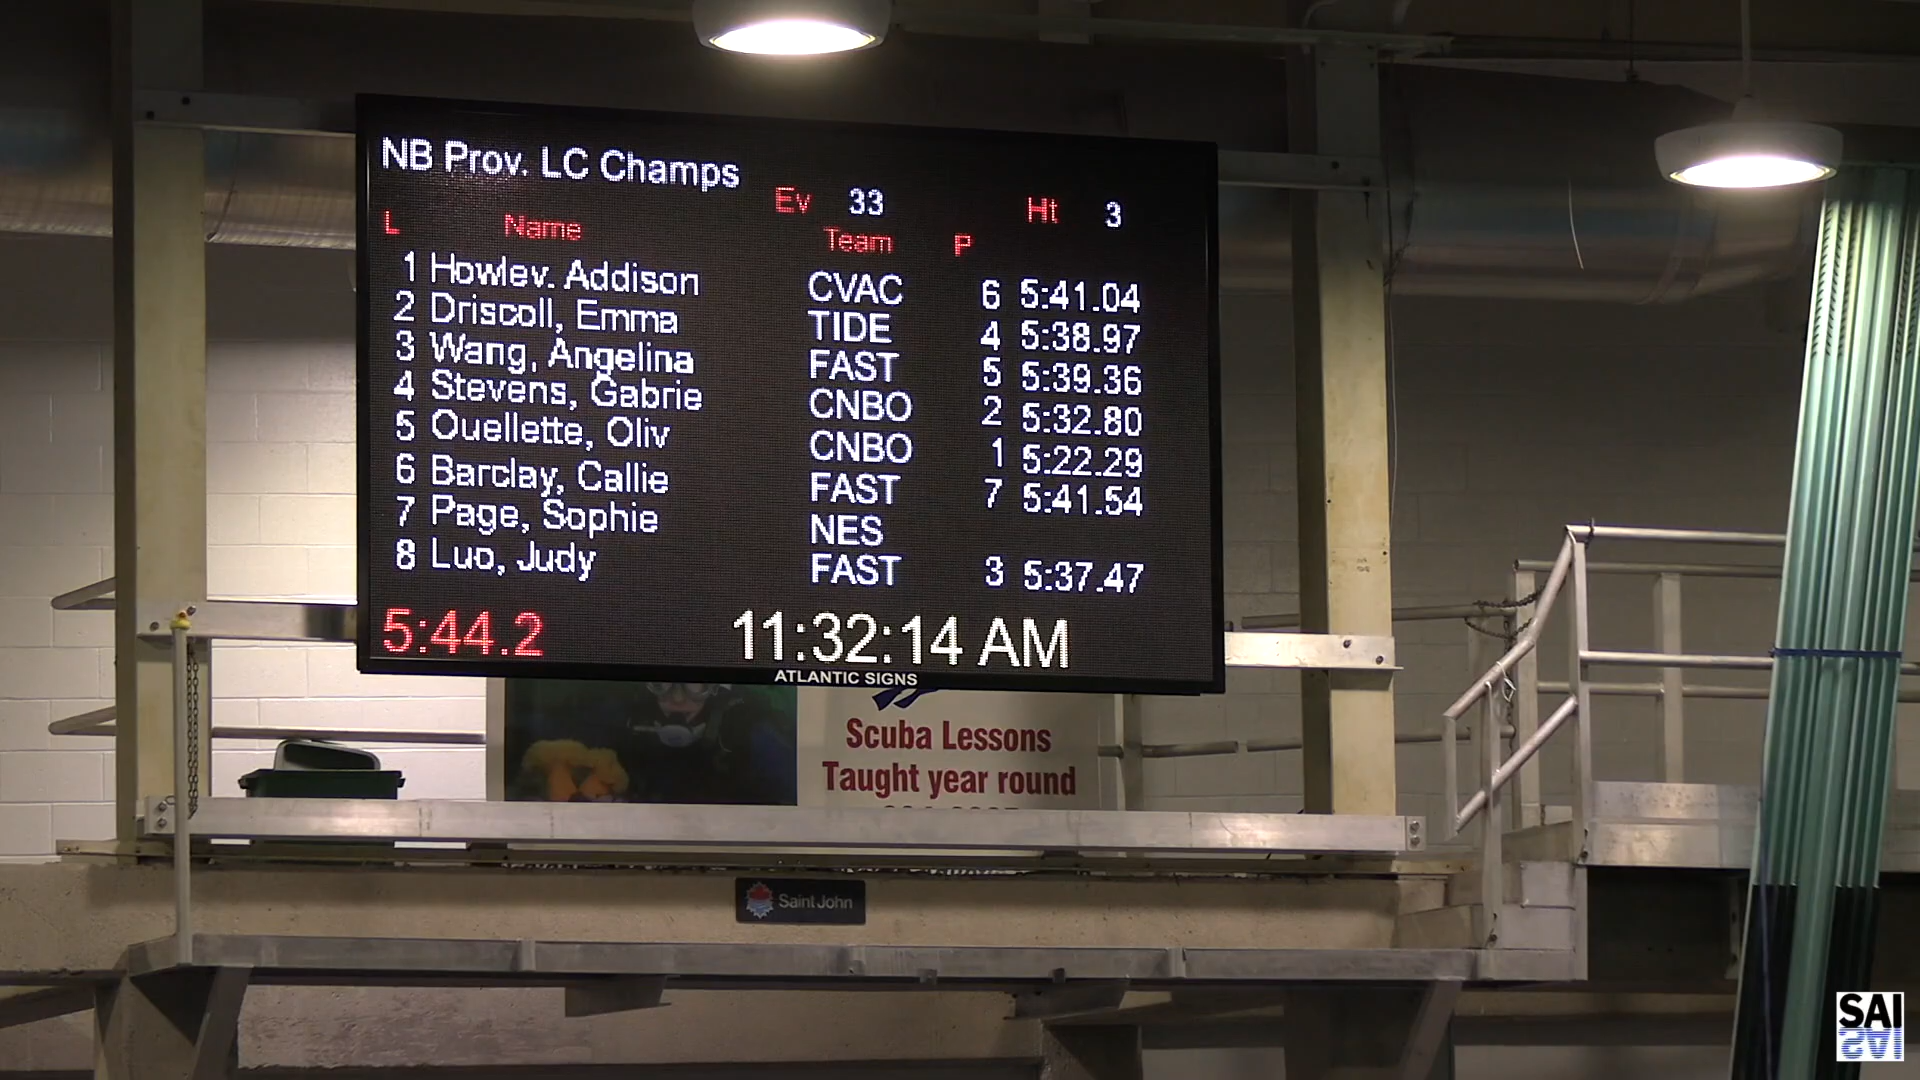 NB Prov. LC Champs
Ev 33 Ht 3
L Name Team P
1 Howley, Addison CVAC 6 5:41.04
2 Driscoll, Emma TIDE 4 5:38.97
3 Wang, Angelina FAST 5 5:39.36
4 Stevens, Gabrie CNBO 2 5:32.80
5 Ouellette, Oliv CNBO 1 5:22.29
6 Barclay, Callie FAST 7 5:41.54
7 Page, Sophie NES
8 Luo, Judy FAST 3 5:37.47
5:44.2 11:32:14 AM
ATLANTIC SIGNS
Scuba Lessons
Taught year round
Saint John
SAI